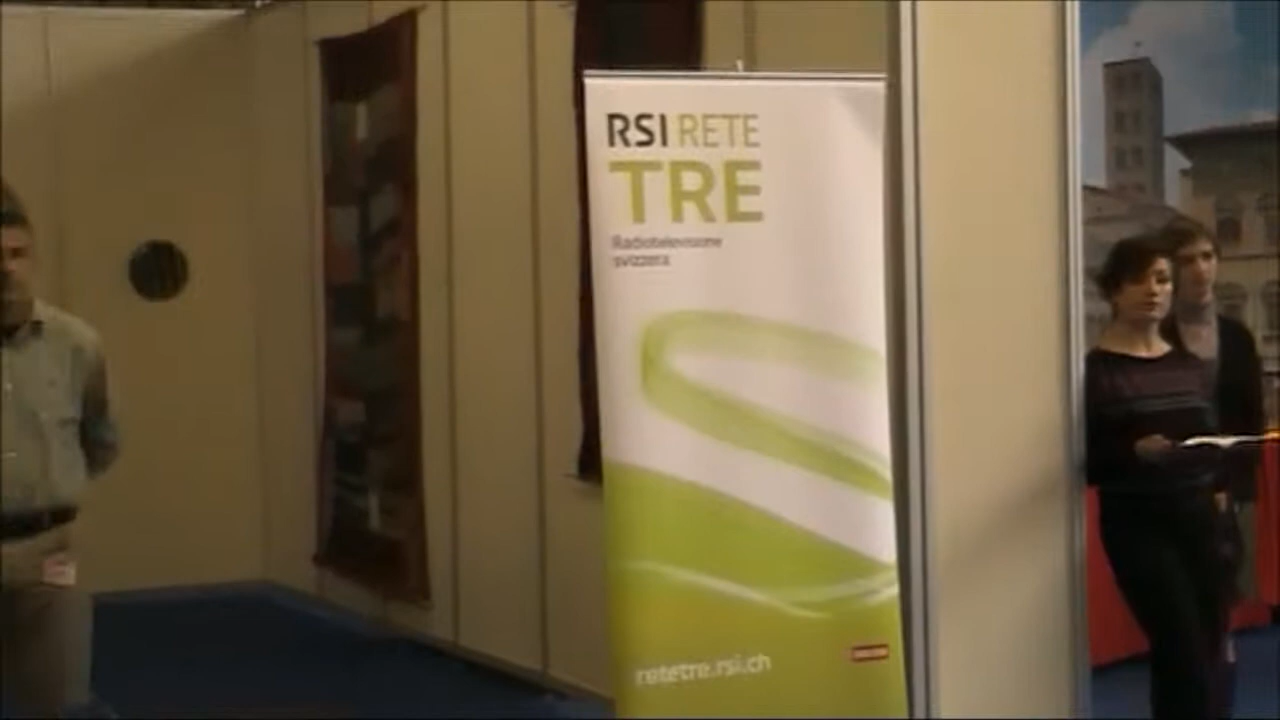 RSI RETE
TRE
Radiotelevisione
svizzera
retetre.rsi.ch